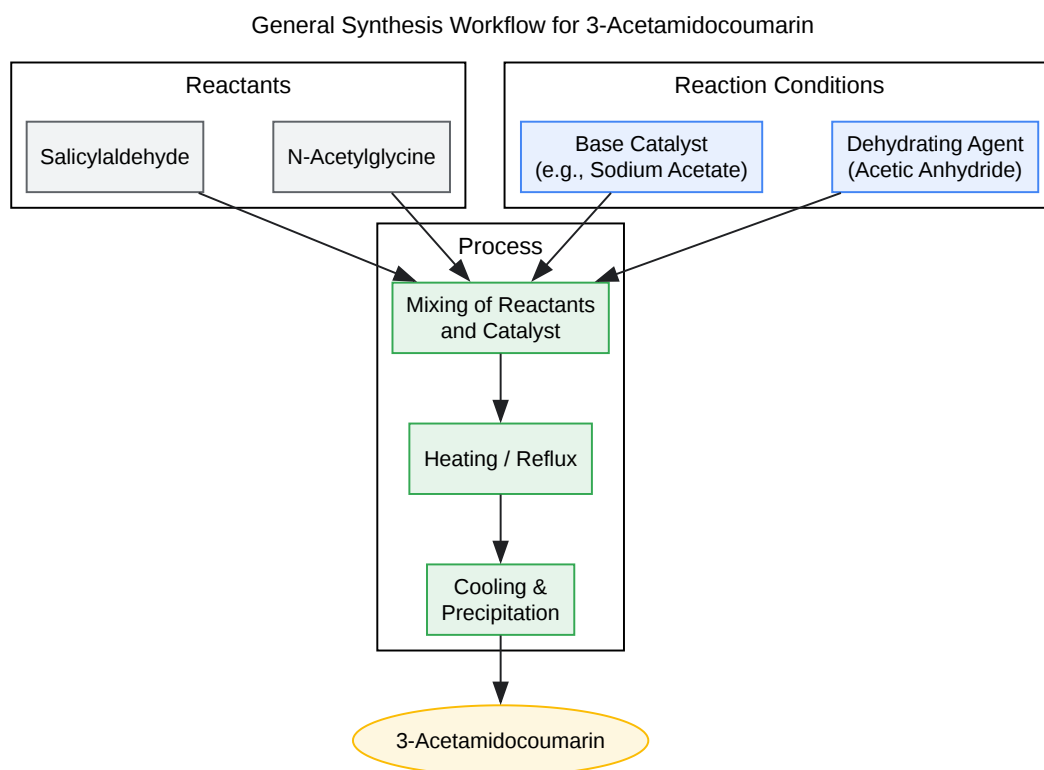 General Synthesis Workflow for 3-Acetamidocoumarin
Reactants
Reaction Conditions
Salicylaldehyde
N-Acetylglycine
Base Catalyst
(e.g., Sodium Acetate)
Dehydrating Agent
(Acetic Anhydride)
Process
Mixing of Reactants
and Catalyst
Heating / Reflux
Cooling &
Precipitation
3-Acetamidocoumarin